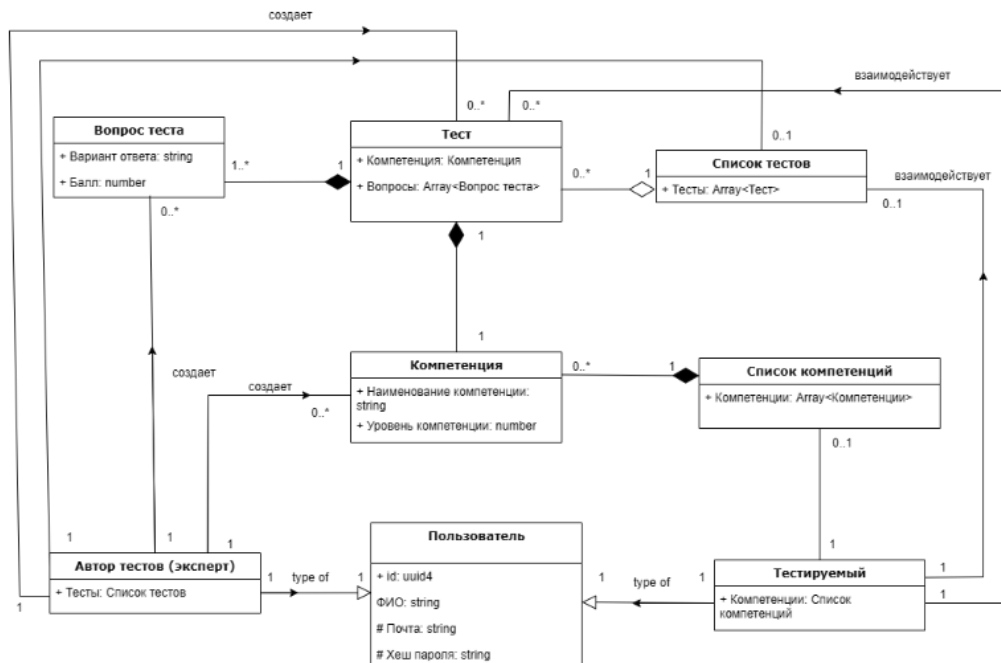 создает
взаимодействует
0..*
0..*
Вопрос теста
+ Вариант ответа: string
+ Балл: number
1..*
1
Тест
+ Компетенция: Компетенция
+ Вопросы: Array<Вопрос теста>
0..1
0..*
1
Список тестов
+ Тесты: Array<Тест>
взаимодействует
0..1
0..*
1
1
Компетенция
+ Наименование компетенции:
string
+ Уровень компетенции: number
0..*
1
Список компетенций
+ Компетенции: Array<Компетенции>
создает
создает
0..*
0..1
1
1
1
Автор тестов (эксперт)
+ Тесты: Список тестов
1
1
type of
1
Пользователь
+ id: uuid4
ФИО: string
# Почта: string
# Хеш пароля: string
1
type of
1
1
Тестируемый
+ Компетенции: Список
компетенций
1
1